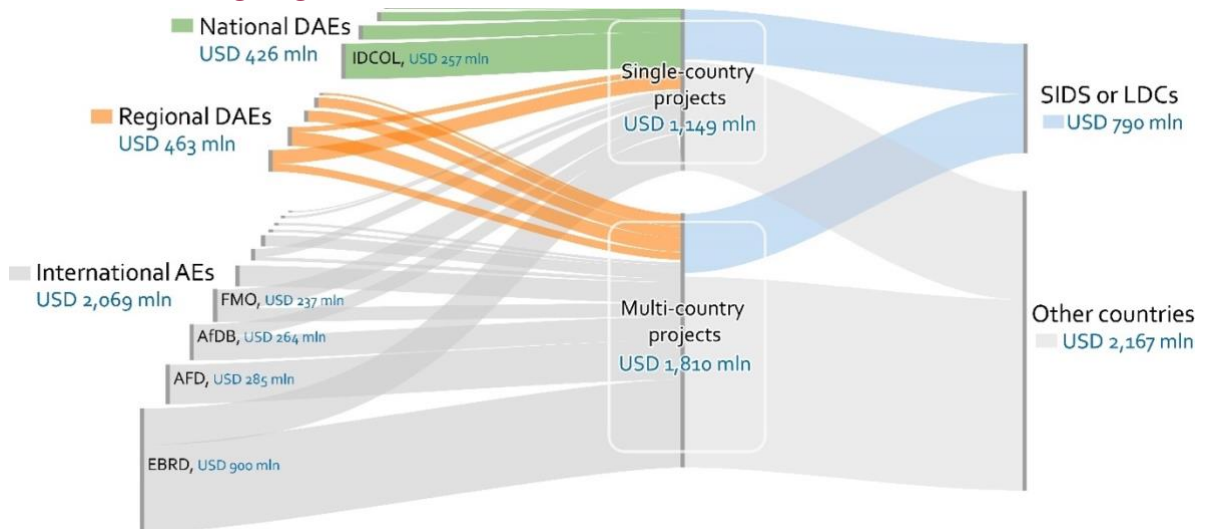 National DAEs
USD 426 mln
IDCOL, USD 257 mln
Regional DAEs
USD 463 mln
International AEs
USD 2,069 mln
FMO, USD 237 mln
AfDB, USD 264 mln
AFD, USD 285 mln
EBRD, USD 900 mln
Single-country
projects
USD 1,149 mln
Multi-country
projects
USD 1,810 mln
SIDS or LDCs
USD 790 mln
Other countries
USD 2,167 mln